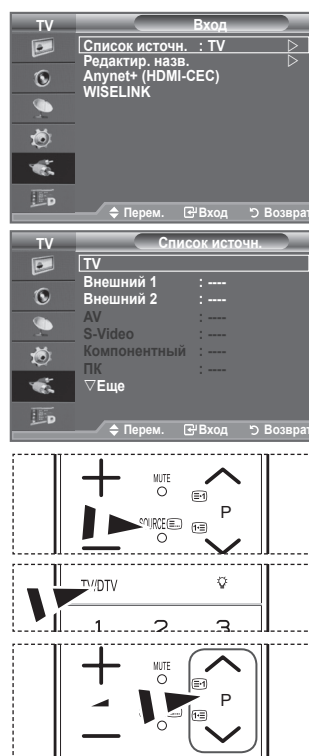 TV Вход
Список источн. : TV ▷
Редактир. назв. ▷
Anynet+ (HDMI-CEC)
WISELINK
Перем. Вход Возврат
TV Список источн.
TV
Внешний 1 : ----
Внешний 2 : ----
AV : ----
S-Video : ----
Компонентный : ----
ПК : ----
▽Еще
Перем. Вход Возврат
MUTE
SOURCE
P
TV/DTV
1 2 3
MUTE
P